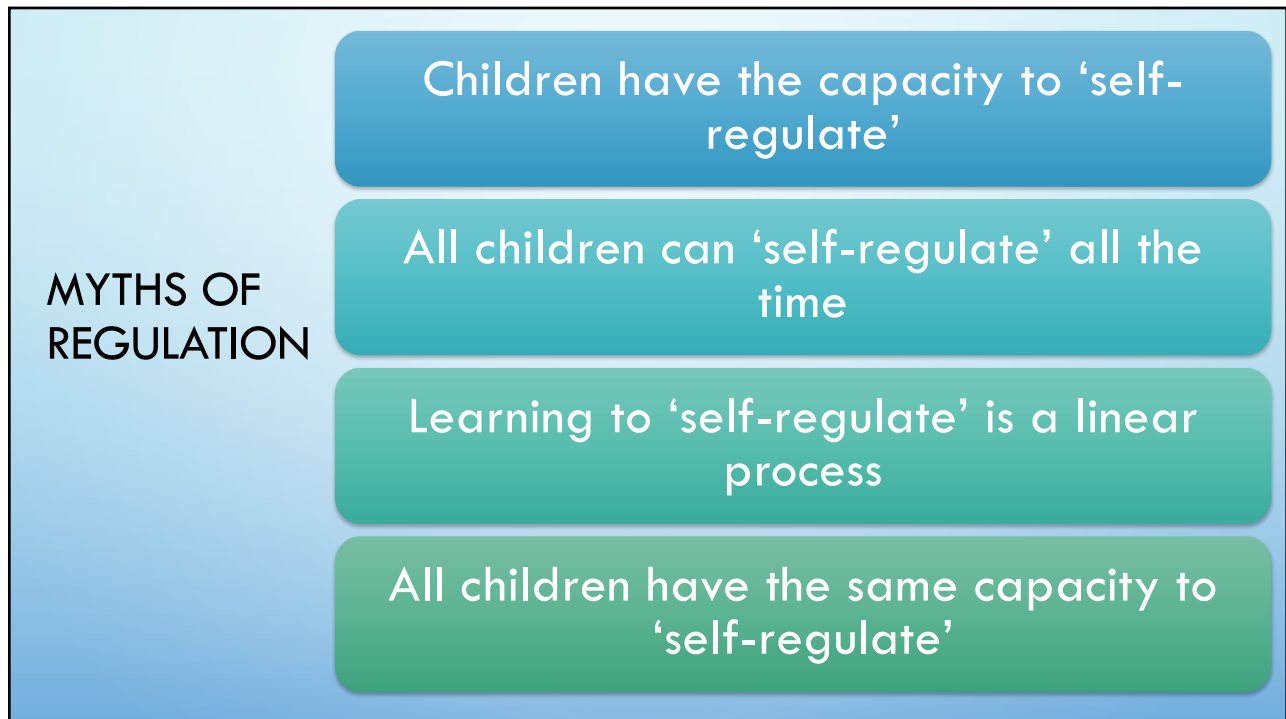 MYTHS OF
REGULATION
Children have the capacity to ‘self-
regulate’
All children can ‘self-regulate’ all the
time
Learning to ‘self-regulate’ is a linear
process
All children have the same capacity to
‘self-regulate’